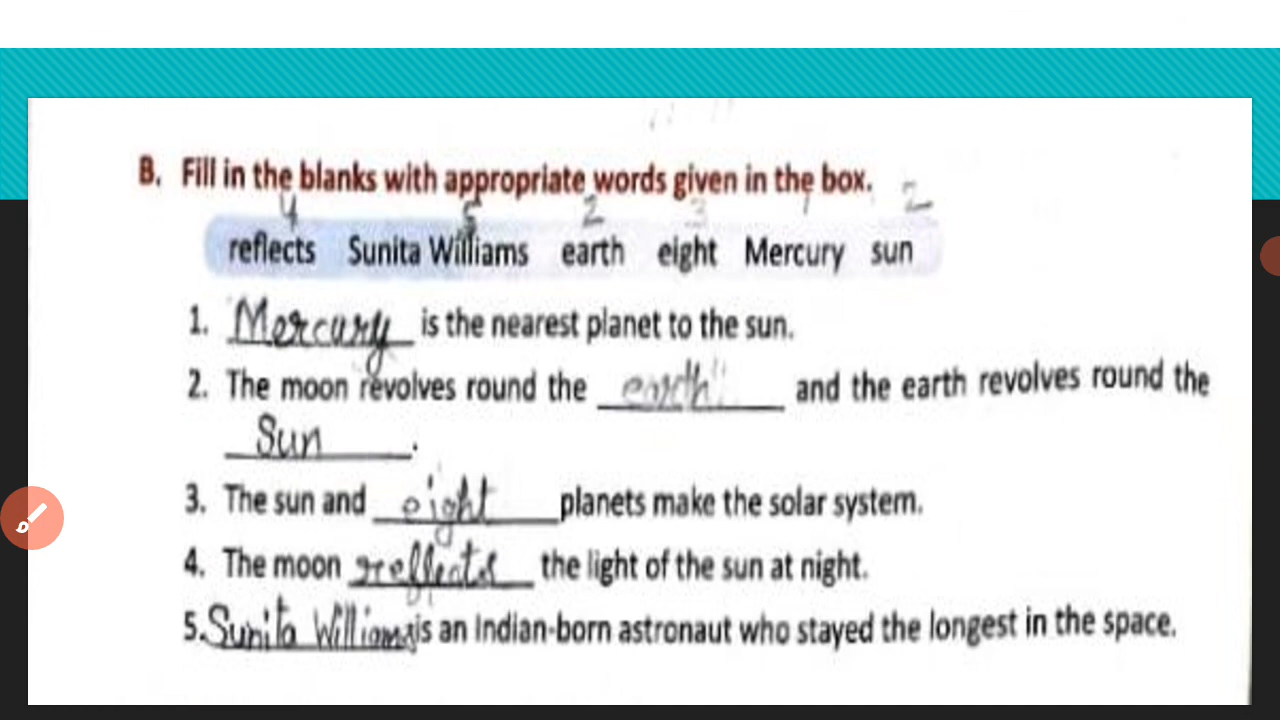 B. Fill in the blanks with appropriate words given in the box.
4 5 2 3 1 2
reflects Sunita Williams earth eight Mercury sun
1. Mercury is the nearest planet to the sun.
2. The moon revolves round the earth and the earth revolves round the
Sun.
3. The sun and eight planets make the solar system.
4. The moon reflects the light of the sun at night.
5. Sunita Williams is an Indian-born astronaut who stayed the longest in the space.